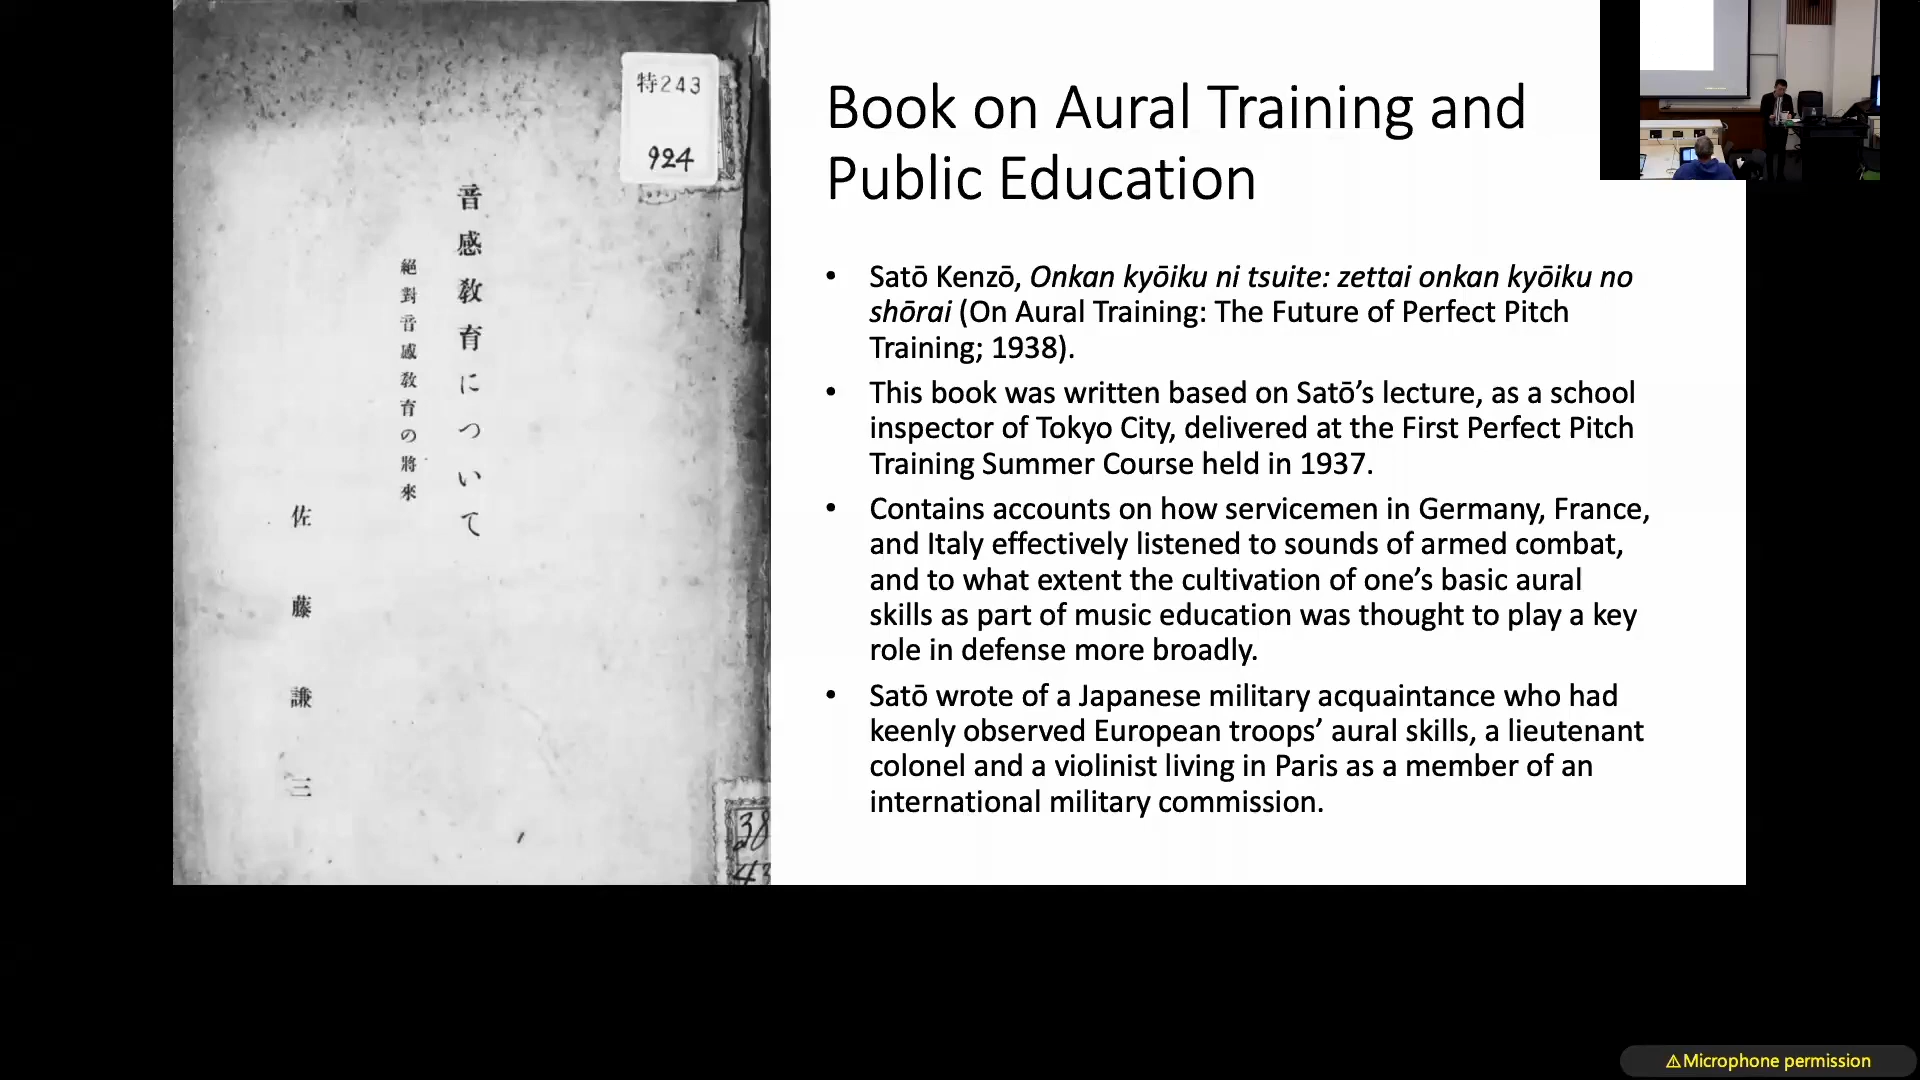 特243
924
音感敎育について
絕對音感敎育の將來
佐藤謙三
38
43
Book on Aural Training and
Public Education
• Satō Kenzō, Onkan kyōiku ni tsuite: zettai onkan kyōiku no
shōrai (On Aural Training: The Future of Perfect Pitch
Training; 1938).
• This book was written based on Satō’s lecture, as a school
inspector of Tokyo City, delivered at the First Perfect Pitch
Training Summer Course held in 1937.
• Contains accounts on how servicemen in Germany, France,
and Italy effectively listened to sounds of armed combat,
and to what extent the cultivation of one’s basic aural
skills as part of music education was thought to play a key
role in defense more broadly.
• Satō wrote of a Japanese military acquaintance who had
keenly observed European troops’ aural skills, a lieutenant
colonel and a violinist living in Paris as a member of an
international military commission.
⚠Microphone permission